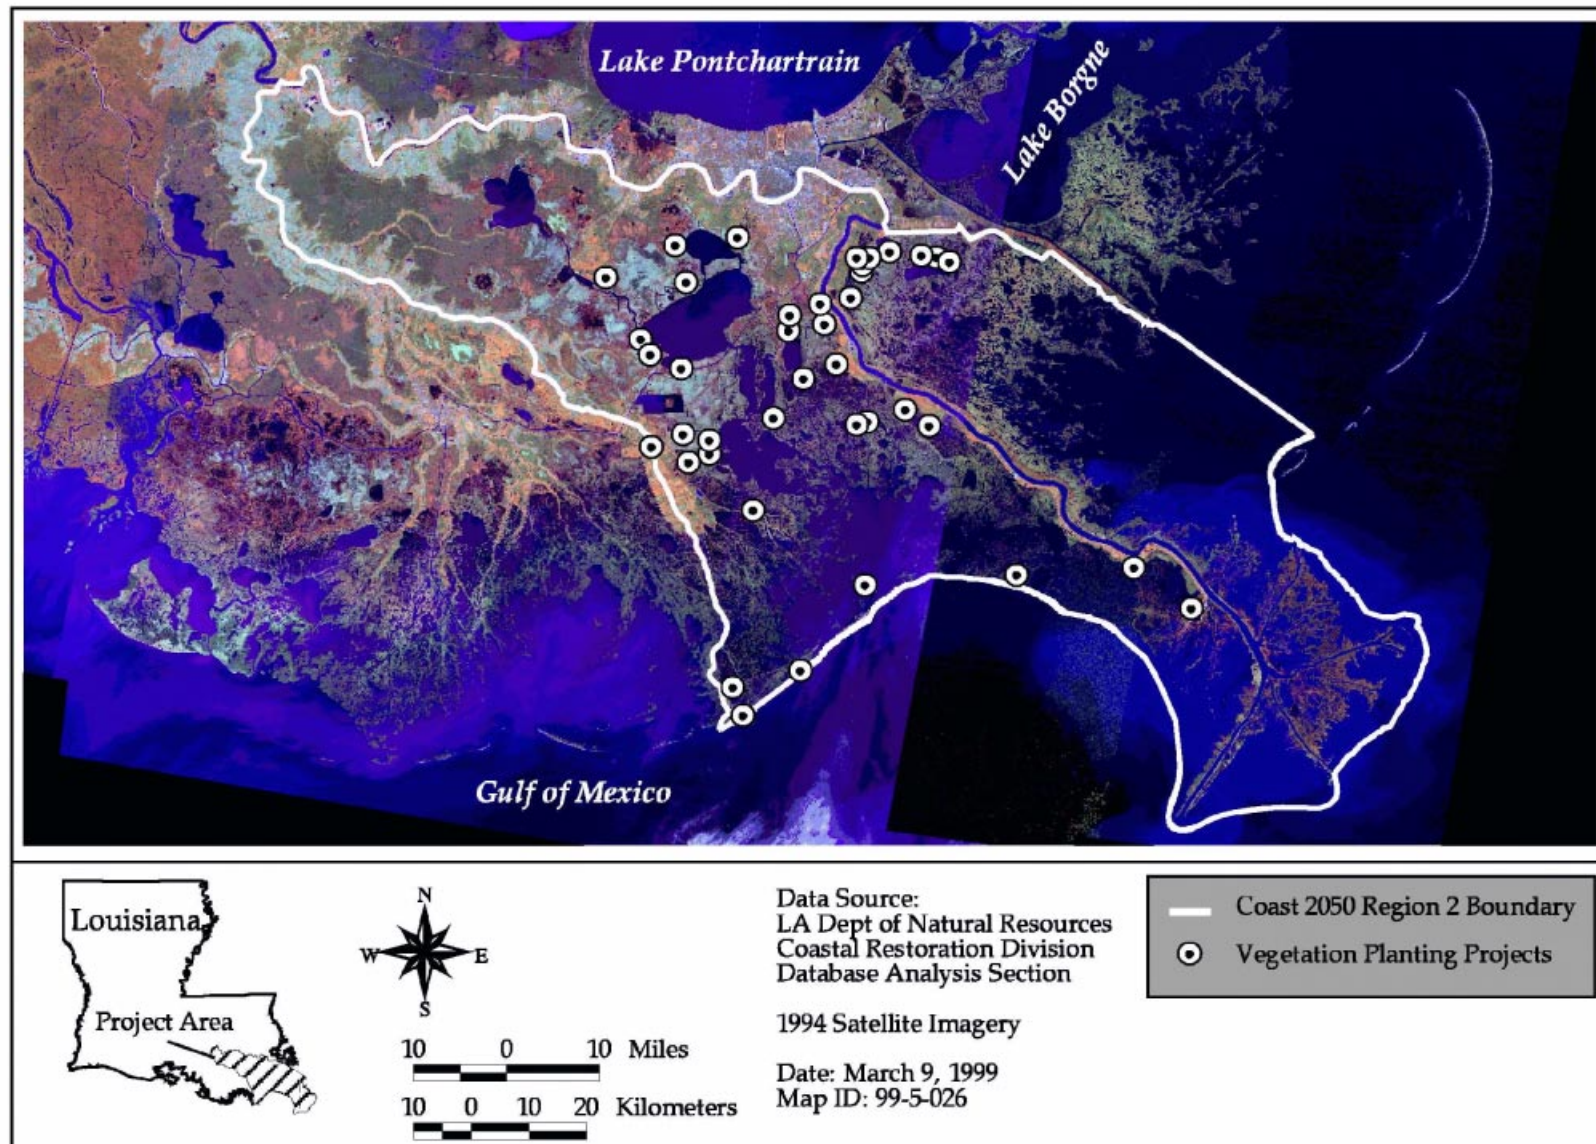 Lake Pontchartrain
Lake Borgne
Gulf of Mexico
Louisiana
Project Area
N
W
E
S
10 0 10 Miles
10 0 10 20 Kilometers
Data Source:
LA Dept of Natural Resources
Coastal Restoration Division
Database Analysis Section
1994 Satellite Imagery
Date: March 9, 1999
Map ID: 99-5-026
Coast 2050 Region 2 Boundary
Vegetation Planting Projects